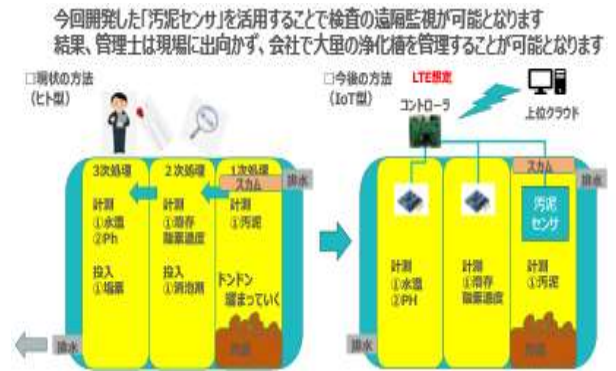 今回開発した「汚泥センサ」を活用することで検査の遠隔監視が可能となります
結果、管理士は現場に出向かず、会社で大量の浄化槽を管理することが可能となります
□現状の方法
(ヒト型)
3次処理
2次処理
1次処理
スカム
排水
計測
①水温
②Ph
計測
①溶存
酸素濃度
計測
①汚泥
投入
①塩素
投入
①消泡剤
ドンドン
溜まっていく
汚泥
排水
□今後の方法
(IoT型)
LTE想定
コントローラ
上位クラウド
スカム
排水
汚泥
センサ
計測
①水温
②PH
計測
①溶存
酸素濃度
計測
①汚泥
汚泥
排水